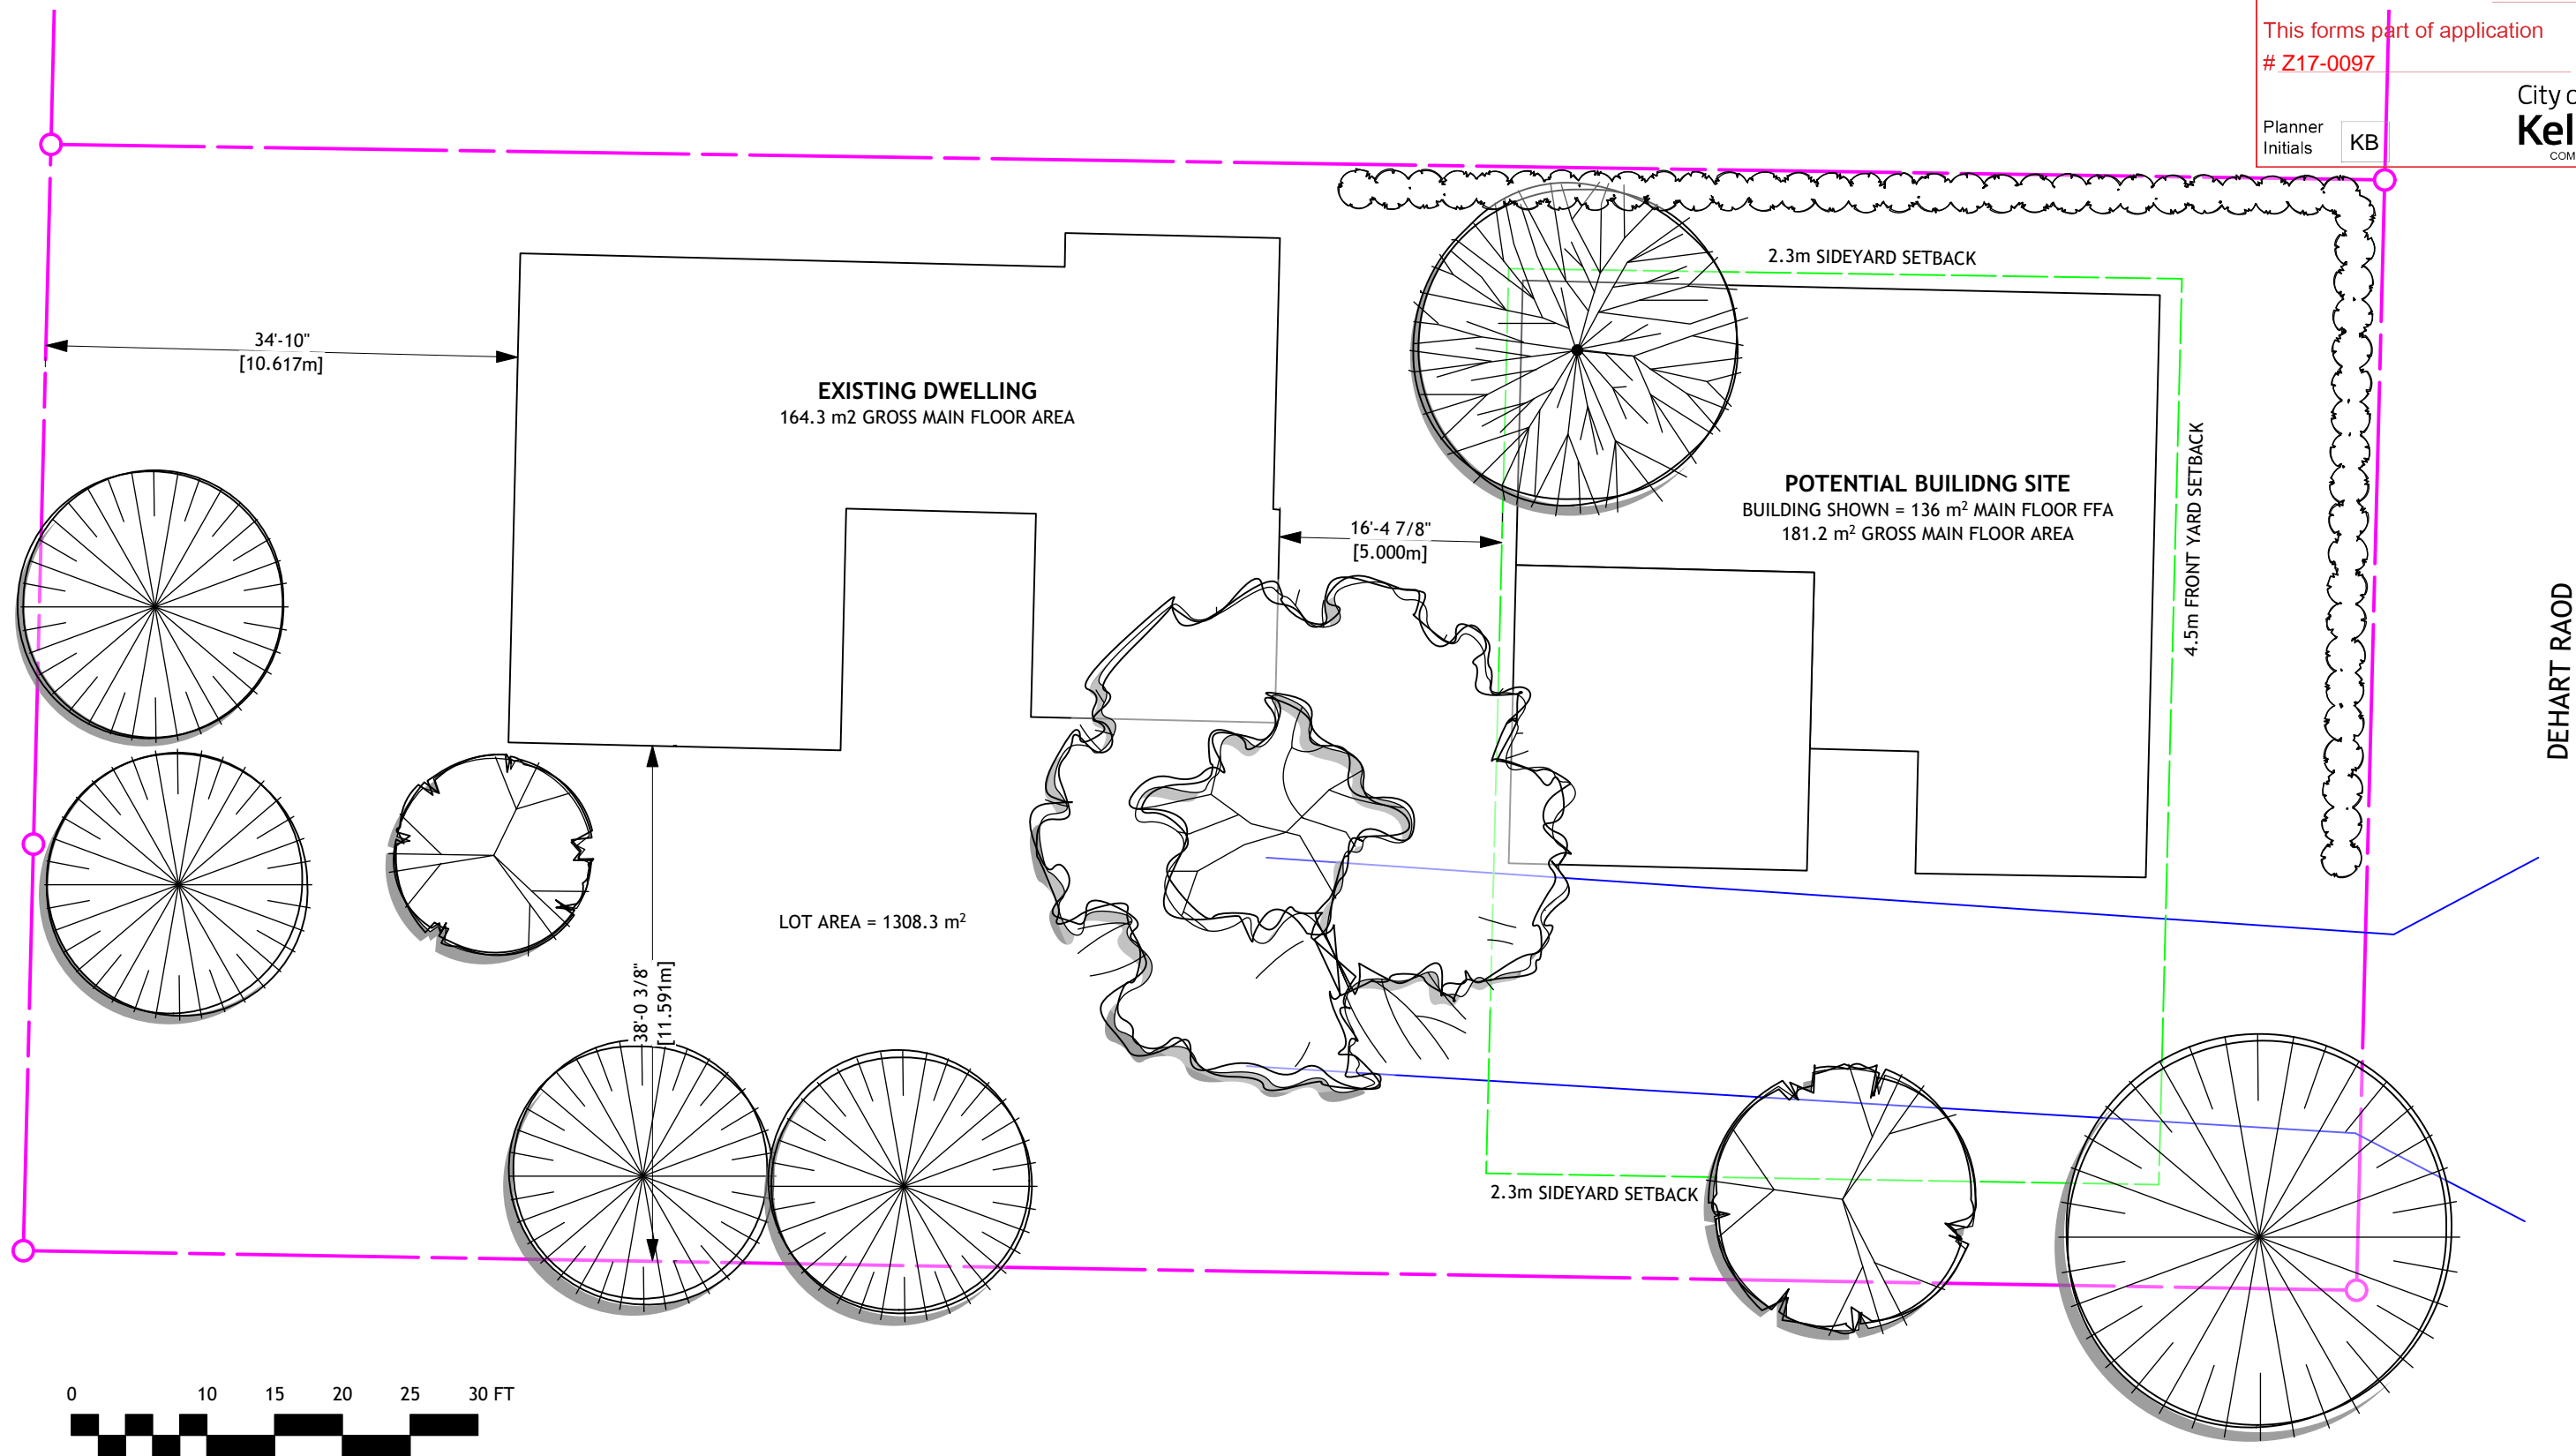 This forms part of application
# Z17-0097
City o
Planner
Initials
KB
Kel
COM
2.3m SIDEYARD SETBACK
34'-10"
[10.617m]
EXISTING DWELLING
164.3 m2 GROSS MAIN FLOOR AREA
4.5m FRONT YARD SETBACK
POTENTIAL BUILIDNG SITE
BUILDING SHOWN = 136 m² MAIN FLOOR FFA
181.2 m² GROSS MAIN FLOOR AREA
16'-4 7/8"
[5.000m]
DEHART RAOD
LOT AREA = 1308.3 m²
38'-0 3/8"
[11.591m]
2.3m SIDEYARD SETBACK
0 10 15 20 25 30 FT